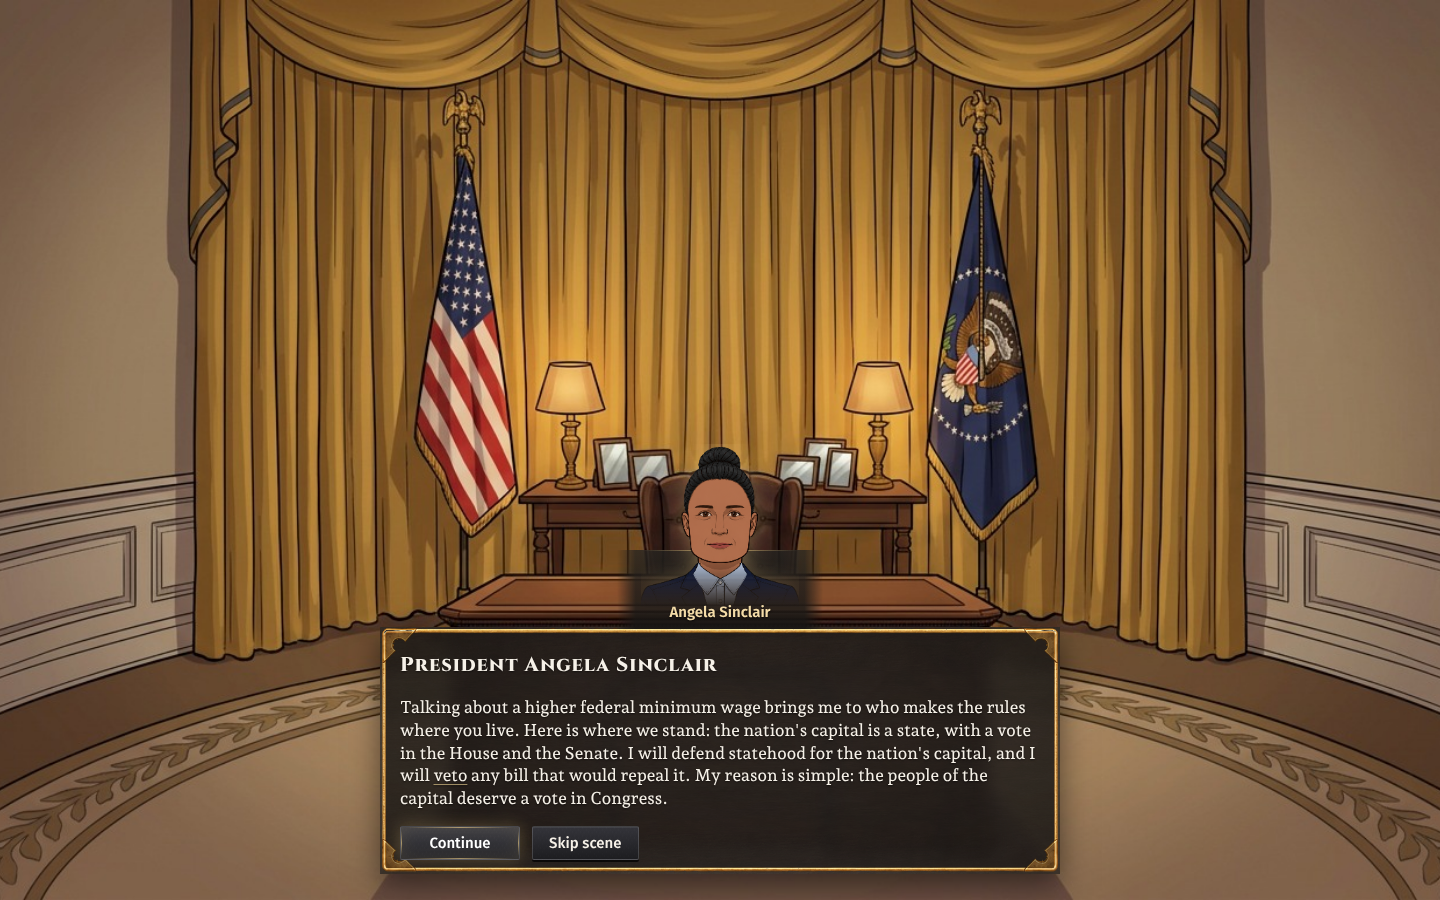 Angela Sinclair
President Angela Sinclair
Talking about a higher federal minimum wage brings me to who makes the rules
where you live. Here is where we stand: the nation's capital is a state, with a vote
in the House and the Senate. I will defend statehood for the nation's capital, and I
will veto any bill that would repeal it. My reason is simple: the people of the
capital deserve a vote in Congress.
Continue
Skip scene